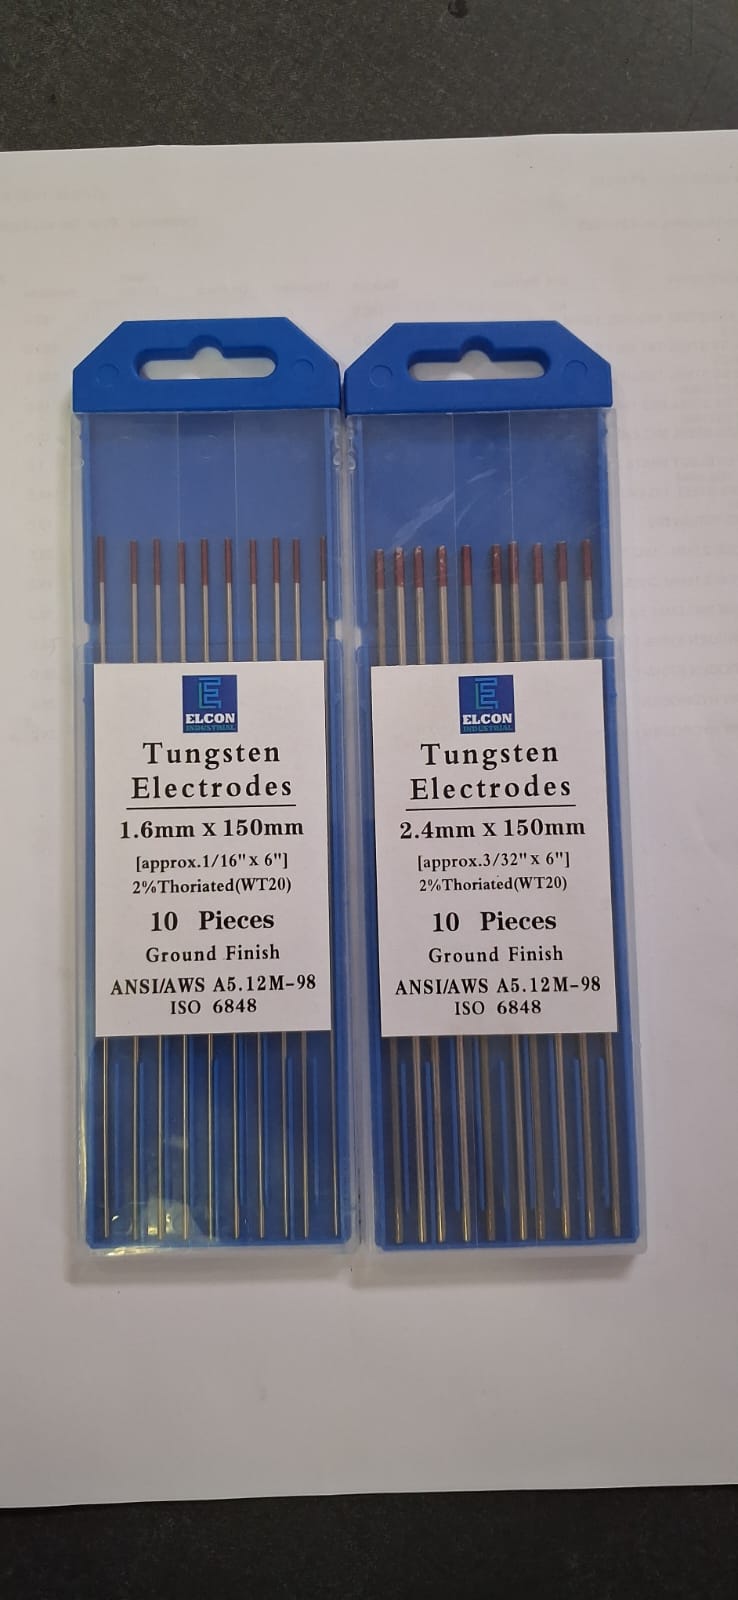 ELCON
INDUSTRIAL
Tungsten
Electrodes
1.6mm X 150mm
[approx.1/16"x 6"]
2%Thoriated(WT20)
10 Pieces
Ground Finish
ANSI/AWS A5.12M-98
ISO 6848
ELCON
INDUSTRIAL
Tungsten
Electrodes
2.4mm X 150mm
[approx.3/32"x 6"]
2%Thoriated(WT20)
10 Pieces
Ground Finish
ANSI/AWS A5.12M-98
ISO 6848